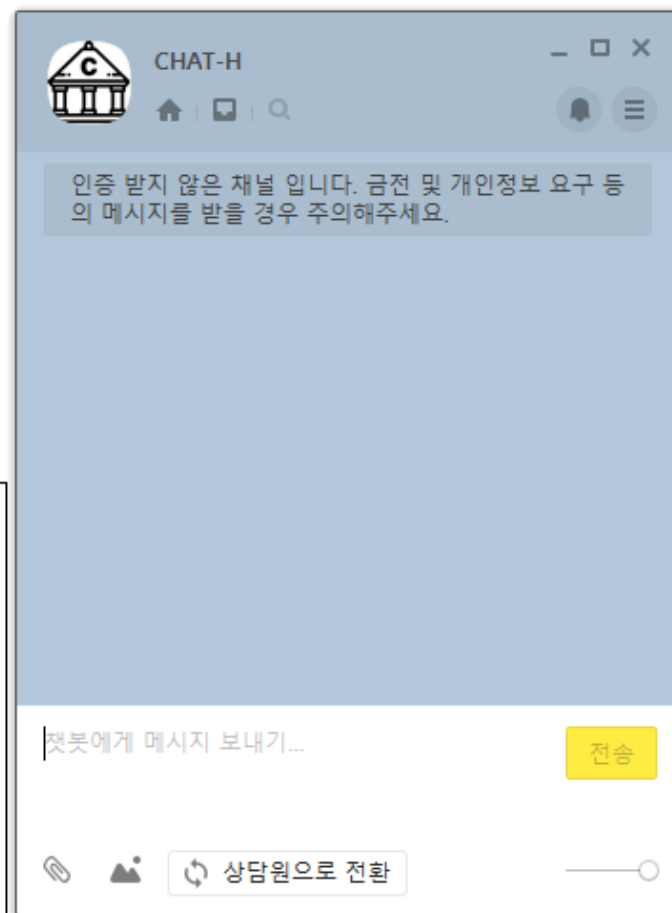 C
CHAT-H
인증 받지 않은 채널 입니다. 금전 및 개인정보 요구 등
의 메시지를 받을 경우 주의해주세요.
챗봇에게 메시지 보내기...
전송
상담원으로 전환